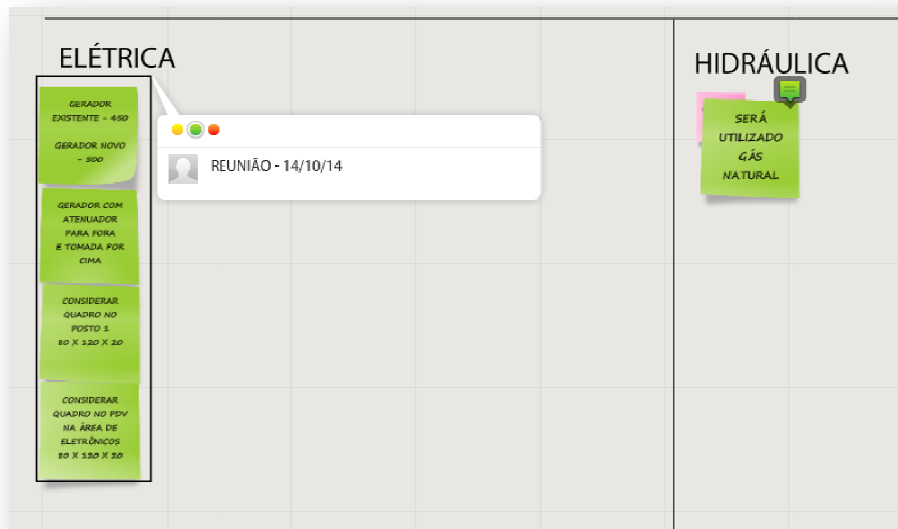 ELÉTRICA
GERADOR
EXISTENTE - 450
GERADOR NOVO
- 500
REUNIÃO - 14/10/14
GERADOR COM
ATENUADOR
PARA FORA
E TOMADA POR
CIMA
CONSIDERAR
QUADRO NO
POSTO 1
80 X 120 X 20
CONSIDERAR
QUADRO NO PDV
NA ÁREA DE
ELETRÔNICOS
80 X 120 X 20
HIDRÁULICA
SERÁ
UTILIZADO
GÁS
NATURAL